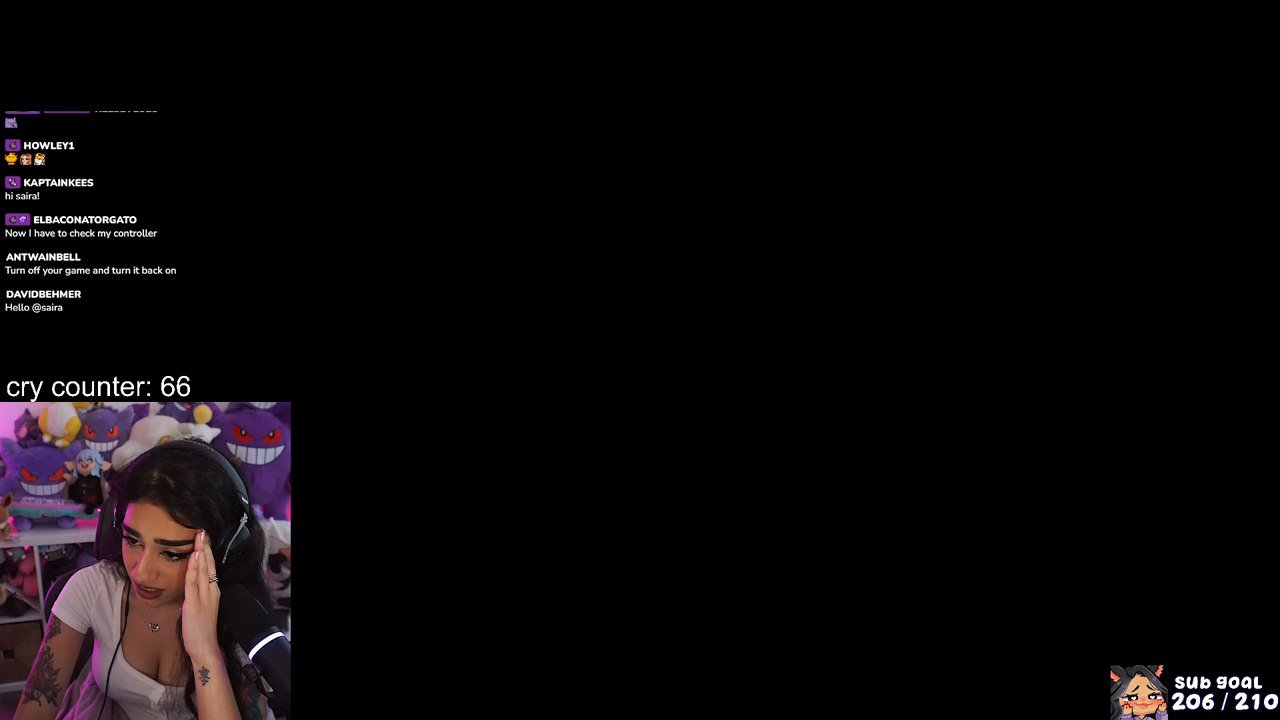 HOWLEY1
KAPTAINKEES
hi saira!
ELBACONATORGATO
Now I have to check my controller
ANTWAINBELL
Turn off your game and turn it back on
DAVIDBEHMER
Hello @saira
cry counter: 66
sub goal
206 / 210